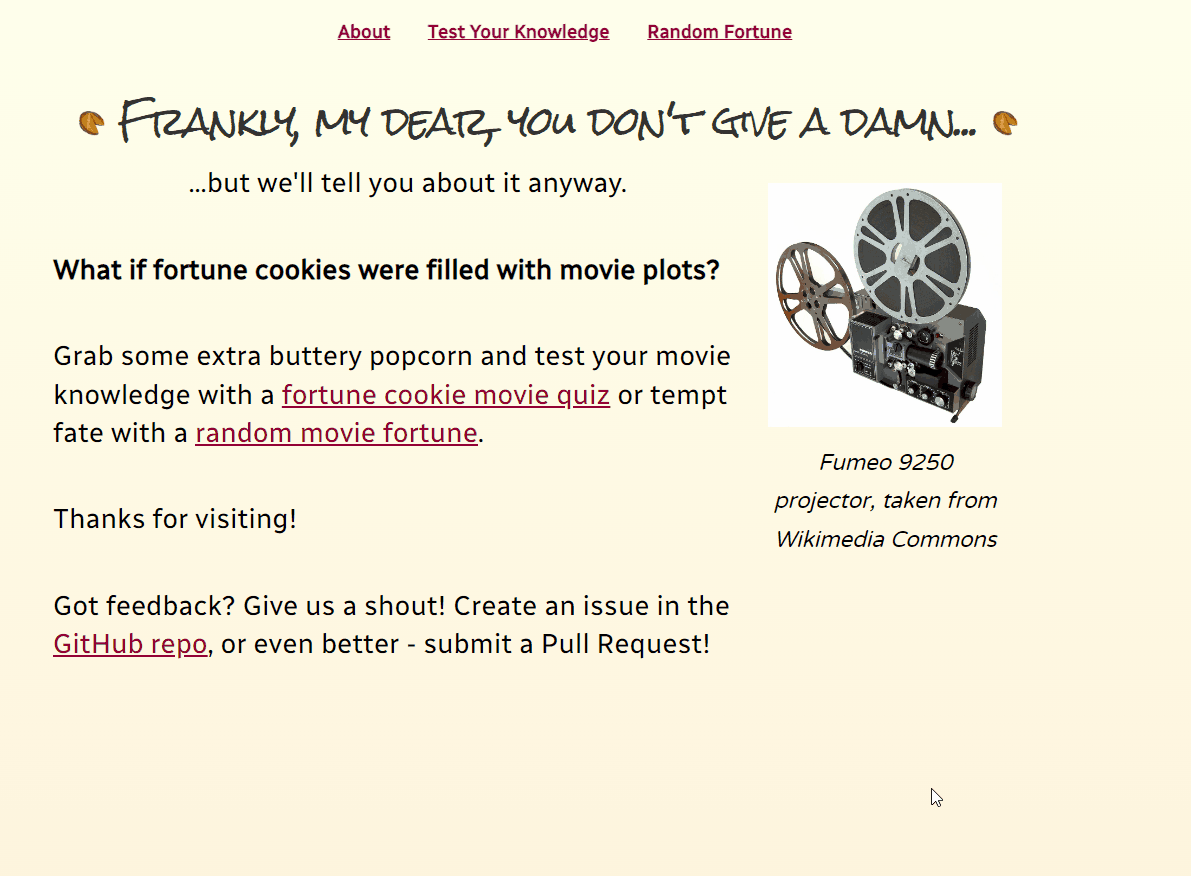 About Test Your Knowledge Random Fortune
Frankly, my dear, you don't give a damn...
...but we'll tell you about it anyway.
What if fortune cookies were filled with movie plots?
Grab some extra buttery popcorn and test your movie
knowledge with a fortune cookie movie quiz or tempt
fate with a random movie fortune.
Thanks for visiting!
Got feedback? Give us a shout! Create an issue in the
GitHub repo, or even better - submit a Pull Request!
Fumeo 9250
projector, taken from
Wikimedia Commons